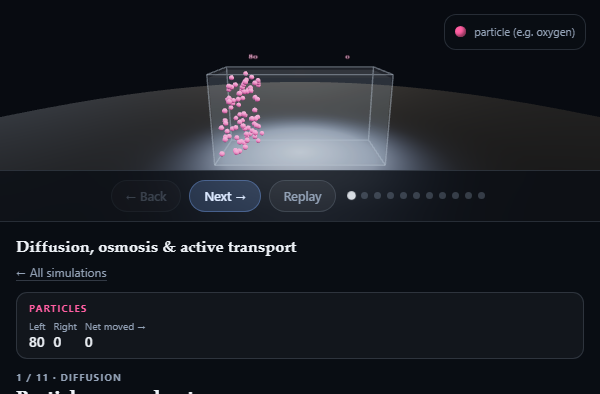 particle (e.g. oxygen)
80
0
← Back
Next →
Replay
Diffusion, osmosis & active transport
← All simulations
PARTICLES
Left Right Net moved →
80 0 0
1 / 11 · DIFFUSION